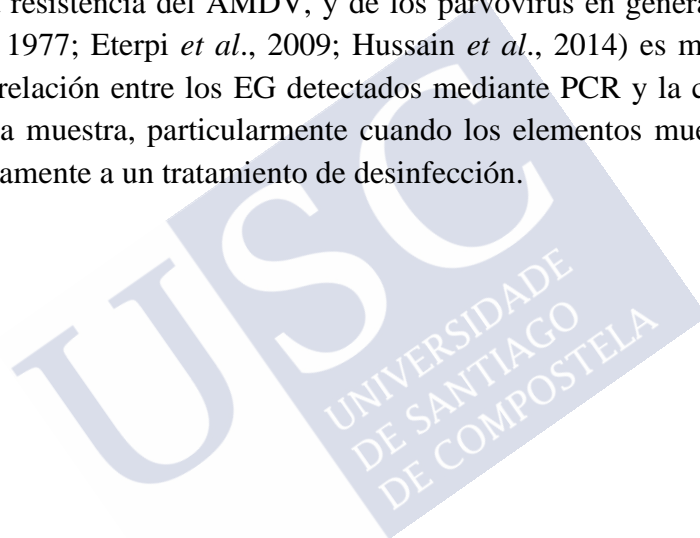 resistencia del AMDV, y de los parvovirus en genera
1977; Eterpi et al., 2009; Hussain et al., 2014) es m
relación entre los EG detectados mediante PCR y la c
a muestra, particularmente cuando los elementos mue
amente a un tratamiento de desinfección.
USC
UNIVERSIDADE
DE SANTIAGO
DE COMPOSTELA